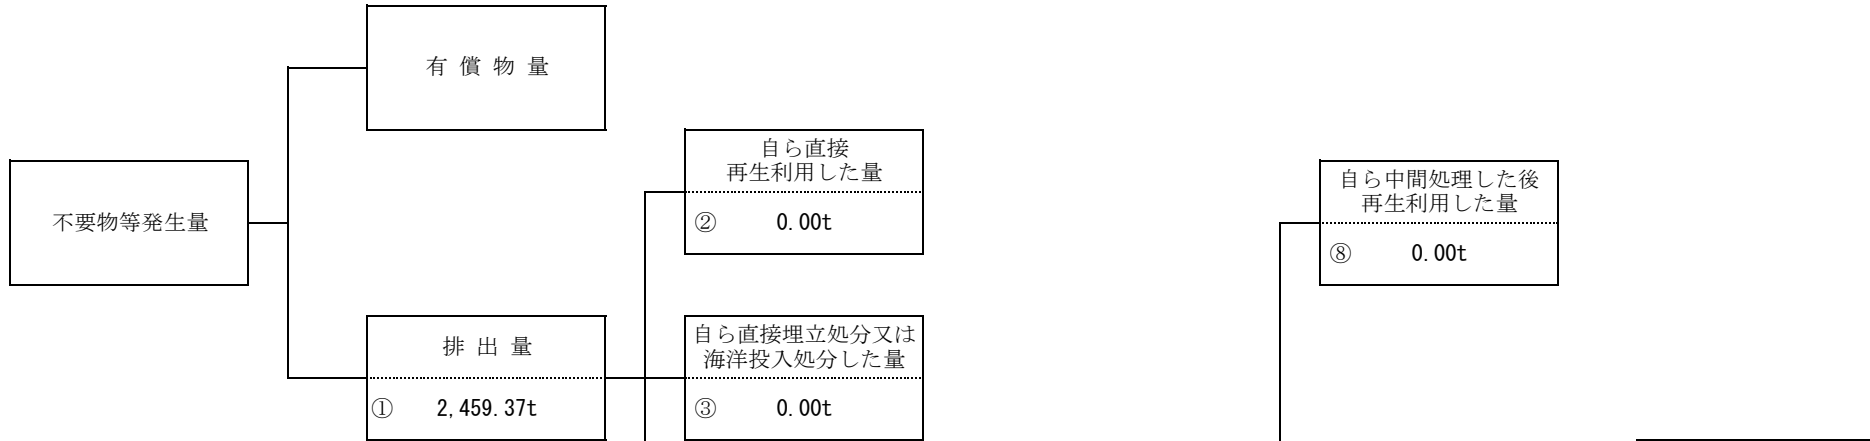 有 償 物 量
自ら直接
再生利用した量
② 0.00t
自ら中間処理した後
再生利用した量
⑧ 0.00t
不要物等発生量
排 出 量
① 2,459.37t
自ら直接埋立処分又は
海洋投入処分した量
③ 0.00t